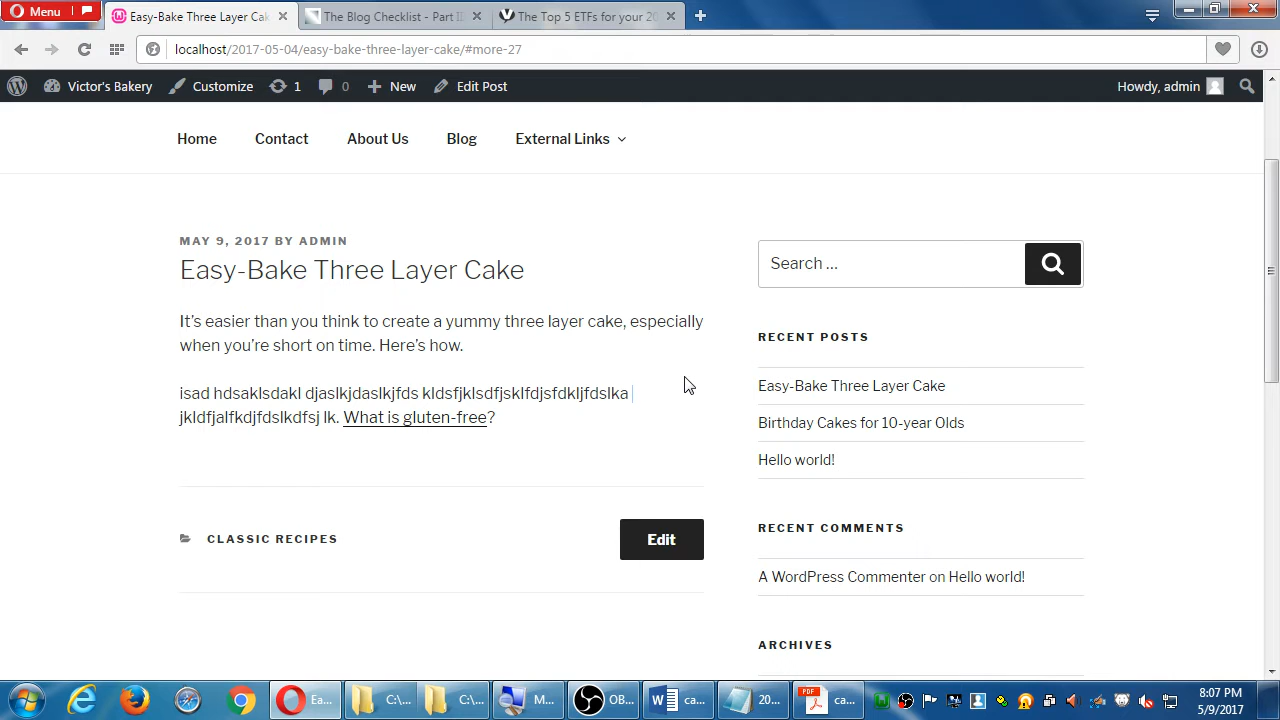 Menu
Easy-Bake Three Layer Cak
The Blog Checklist - Part II
The Top 5 ETFs for your 20
localhost/2017-05-04/easy-bake-three-layer-cake/#more-27
Victor's Bakery
Customize
1
0
New
Edit Post
Howdy, admin
Home
Contact
About Us
Blog
External Links
MAY 9, 2017 BY ADMIN
Easy-Bake Three Layer Cake
It's easier than you think to create a yummy three layer cake, especially
when you're short on time. Here's how.
isad hdsaklsdakl djaslkjdaslkjfds kldsfjklsdfjsklfdjsfdkljfdslka
jkldfjalfkdjfdslkdfsj lk. What is gluten-free?
CLASSIC RECIPES
Edit
Search …
RECENT POSTS
Easy-Bake Three Layer Cake
Birthday Cakes for 10-year Olds
Hello world!
RECENT COMMENTS
A WordPress Commenter on Hello world!
ARCHIVES
Ea...
C:\...
C:\...
M...
OB...
ca...
20...
PDF
ca...
8:07 PM
5/9/2017